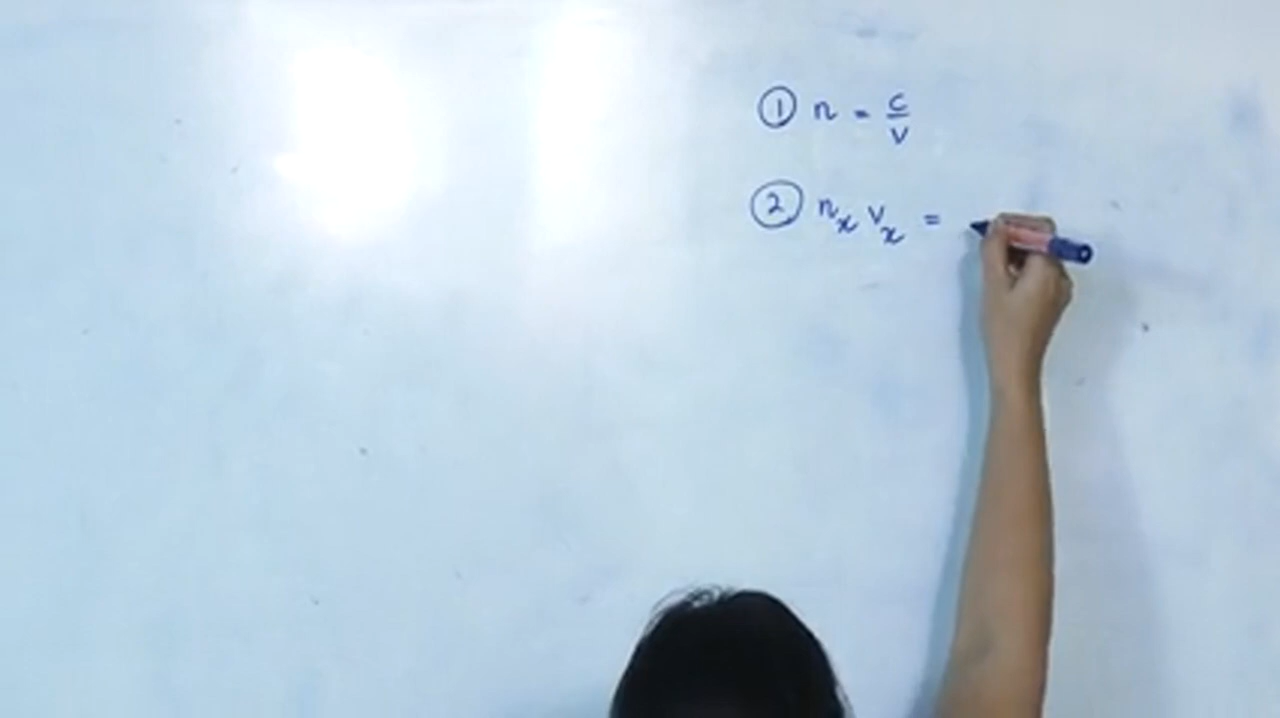 ① n = c/v
② nₓ vₓ =